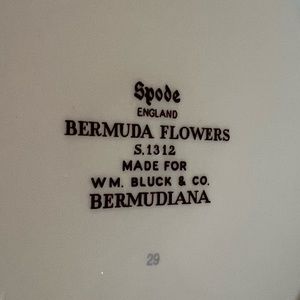 Spode
ENGLAND
BERMUDA FLOWERS
S.1312
MADE FOR
WM. BLUCK & CO.
BERMUDIANA
29